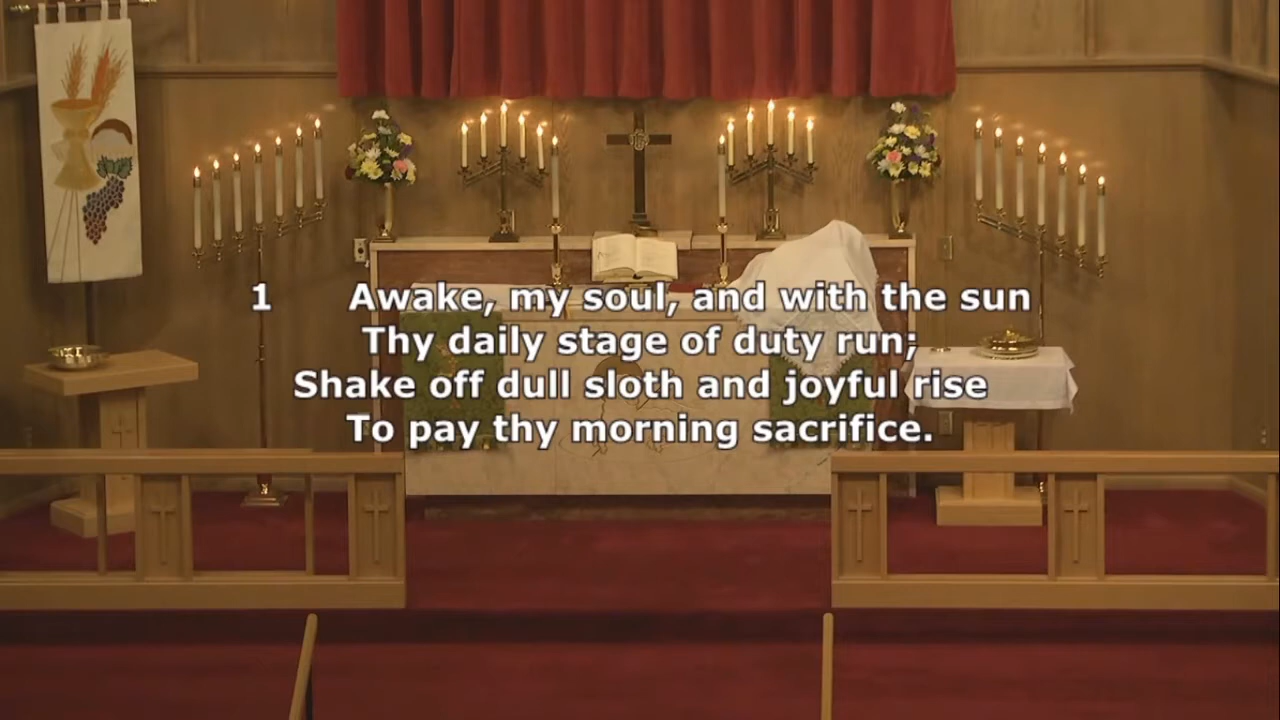 1 Awake, my soul, and with the sun
Thy daily stage of duty run;
Shake off dull sloth and joyful rise
To pay thy morning sacrifice.